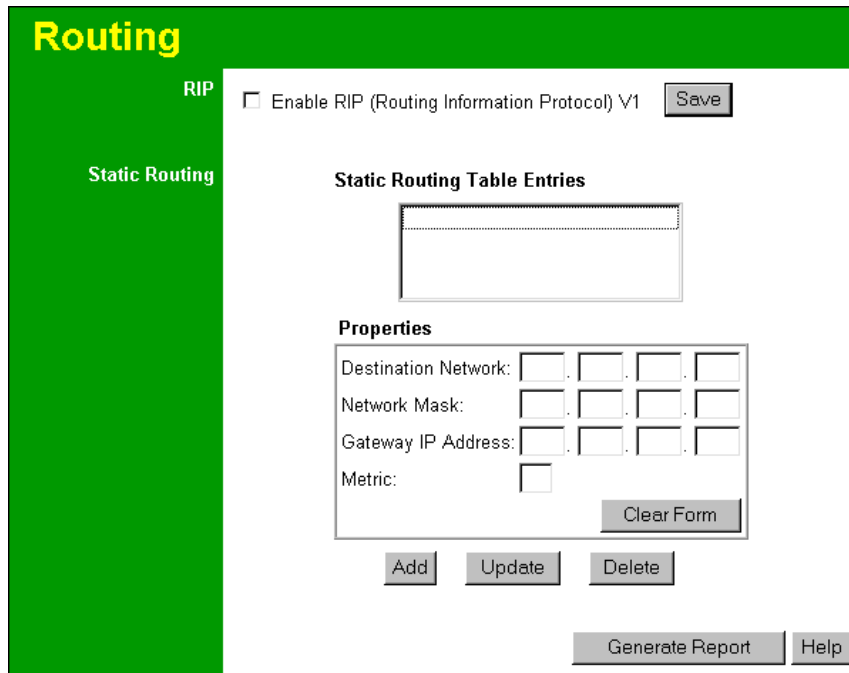 Routing
RIP
Enable RIP (Routing Information Protocol) V1 Save
Static Routing
Static Routing Table Entries
Properties
Destination Network: . . .
Network Mask: . . .
Gateway IP Address: . . .
Metric:
Clear Form
Add Update Delete
Generate Report Help